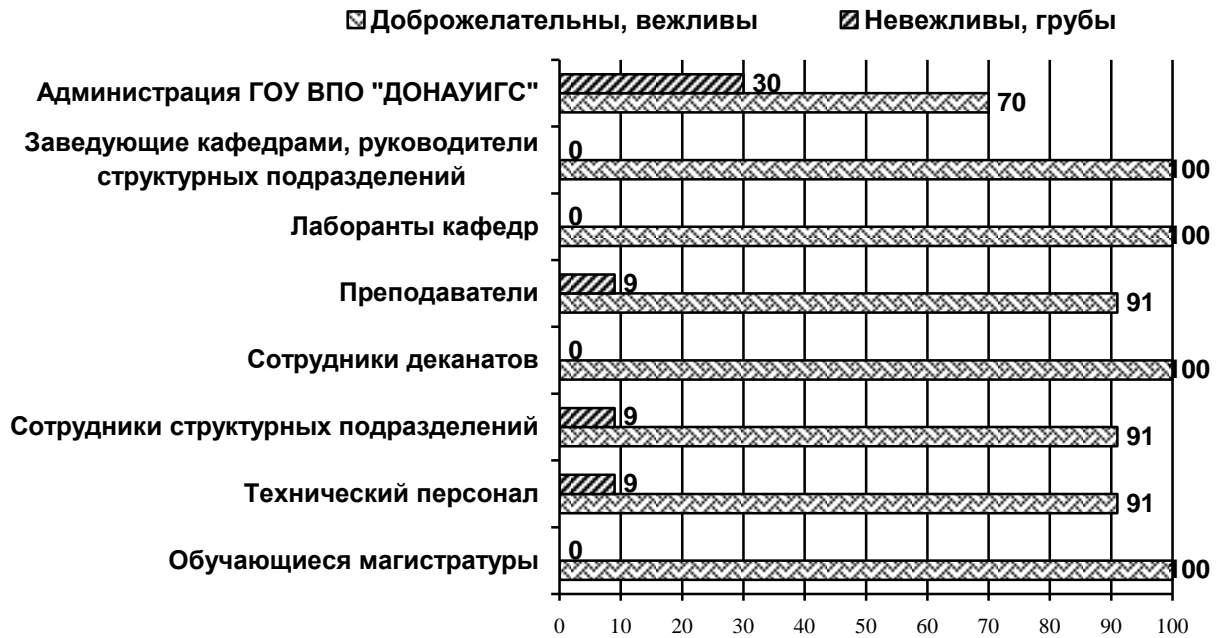 Доброжелательны, вежливы Невежливы, грубы
Администрация ГОУ ВПО "ДОНАУИГС"
30
70
Заведующие кафедрами, руководители
структурных подразделений
0
100
Лаборанты кафедр
0
100
Преподаватели
9
91
Сотрудники деканатов
0
100
Сотрудники структурных подразделений
9
91
Технический персонал
9
91
Обучающиеся магистратуры
0
100
0 10 20 30 40 50 60 70 80 90 100